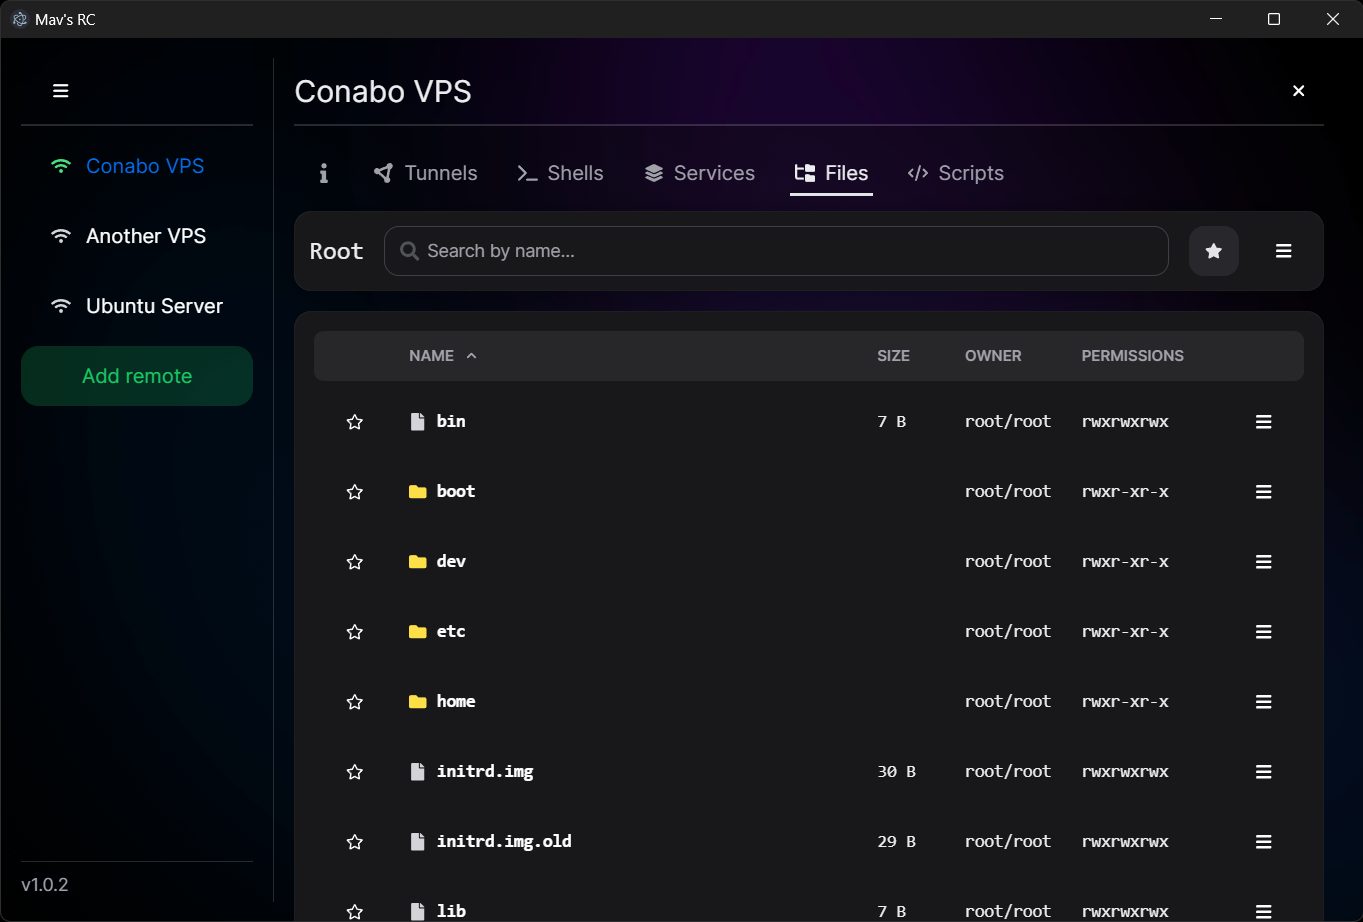 Mav's RC
Conabo VPS
Another VPS
Ubuntu Server
Add remote
v1.0.2
Conabo VPS
Tunnels Shells Services Files Scripts
Root Search by name...
NAME SIZE OWNER PERMISSIONS
bin 7 B root/root rwxrwxrwx
boot root/root rwxr-xr-x
dev root/root rwxr-xr-x
etc root/root rwxr-xr-x
home root/root rwxr-xr-x
initrd.img 30 B root/root rwxrwxrwx
initrd.img.old 29 B root/root rwxrwxrwx
lib 7 B root/root rwxrwxrwx